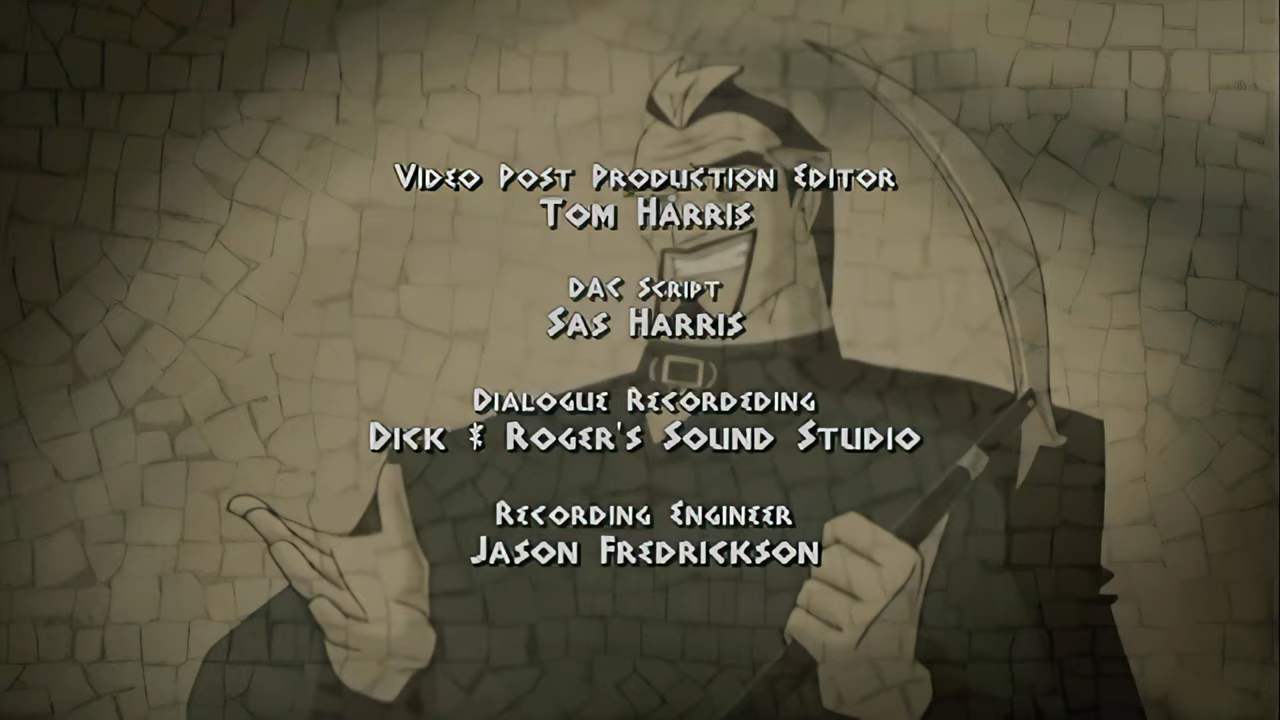 Video Post Production Editor
Tom Harris
DAC Script
Sas Harris
Dialogue Recordeding
Dick & Roger's Sound Studio
Recording Engineer
Jason Fredrickson